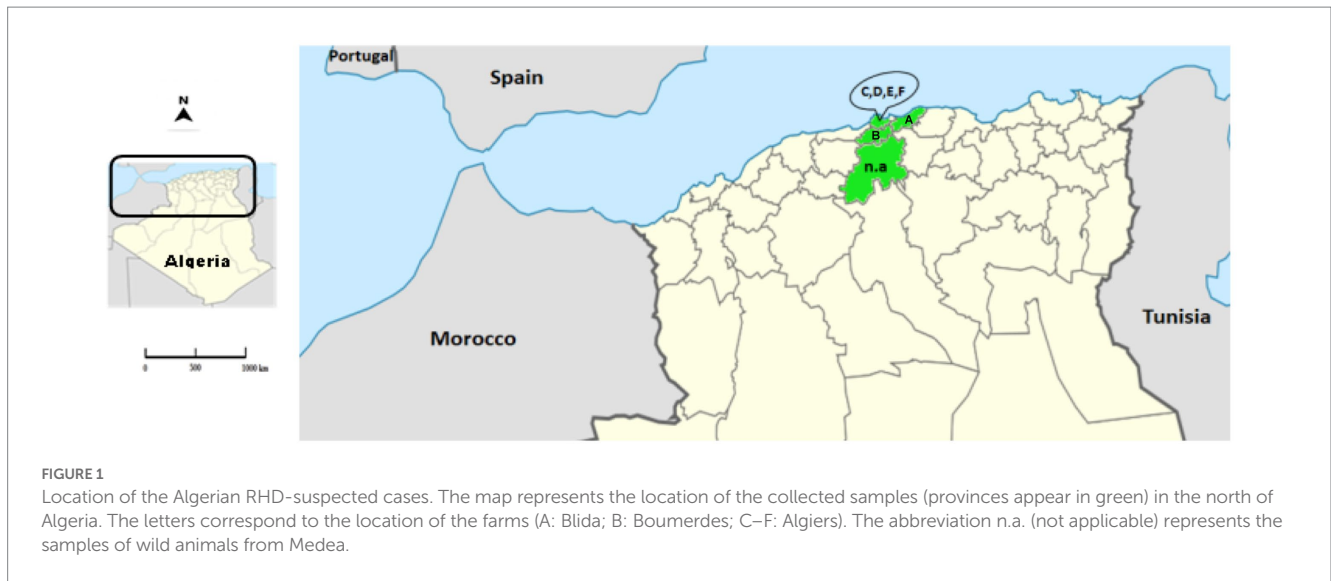 Portugal
Spain
N
C,D,E,F
A
B
n.a
Algeria
Morocco
Tunisia
0 500 1000 km
FIGURE 1
Location of the Algerian RHD-suspected cases. The map represents the location of the collected samples (provinces appear in green) in the north of
Algeria. The letters correspond to the location of the farms (A: Blida; B: Boumerdes; C–F: Algiers). The abbreviation n.a. (not applicable) represents the
samples of wild animals from Medea.